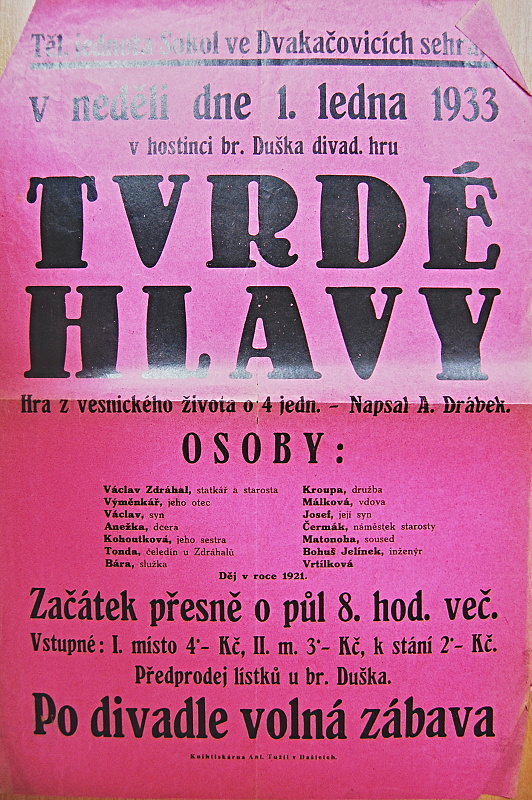 Těl. jednota Sokol ve Dvakačovicích sehraje
v neděli dne 1. ledna 1933
v hostinci br. Duška divad. hru
TVRDÉ
HLAVY
Hra z vesnického života o 4 jedn. - Napsal A. Drábek.
OSOBY:
Václav Zdráhal, statkář a starosta
Výměnkář, jeho otec
Václav, syn
Anežka, dcera
Kohoutková, jeho sestra
Tonda, čeledín u Zdráhalů
Bára, služka
Kroupa, družba
Málková, vdova
Josef, její syn
Čermák, náměstek starosty
Matonoha, soused
Bohuš Jelínek, inženýr
Vrtílková
Děj v roce 1921.
Začátek přesně o půl 8. hod. več.
Vstupné: I. místo 4·- Kč, II. m. 3·- Kč, k stání 2·- Kč.
Předprodej lístků u br. Duška.
Po divadle volná zábava
Knihtiskárna Ant. Tužil v Dašicích.